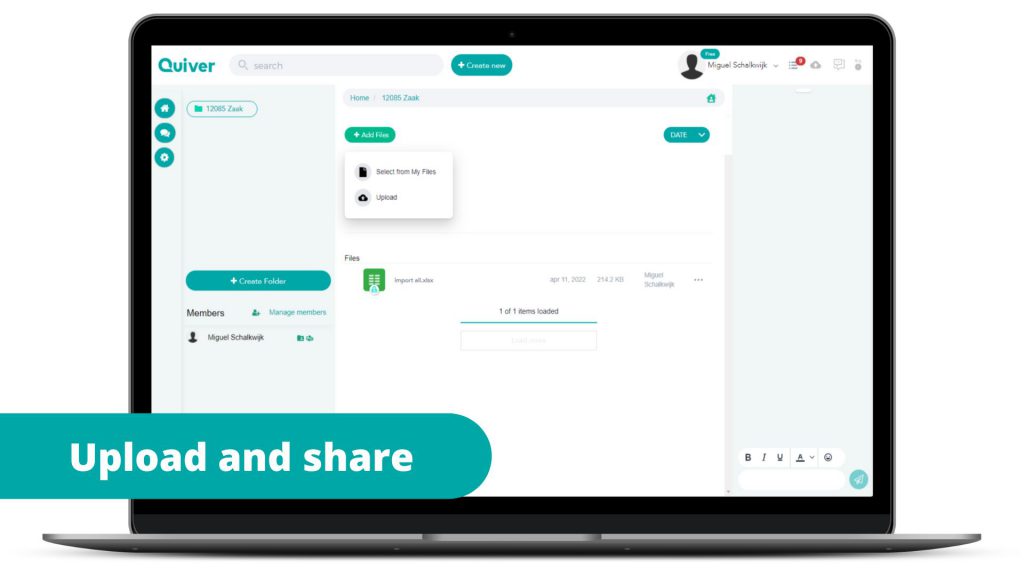 Quiver
search
+ Create new
Free
Miguel Schalkwijk
9
12085 Zaak
Home / 12085 Zaak
+ Add Files
DATE
Select from My Files
Upload
+ Create Folder
Members
Manage members
Miguel Schalkwijk
Files
import all.xlsx
apr 11, 2022
214.2 KB
Miguel
Schalkwijk
1 of 1 items loaded
Load more
B I U A
Upload and share